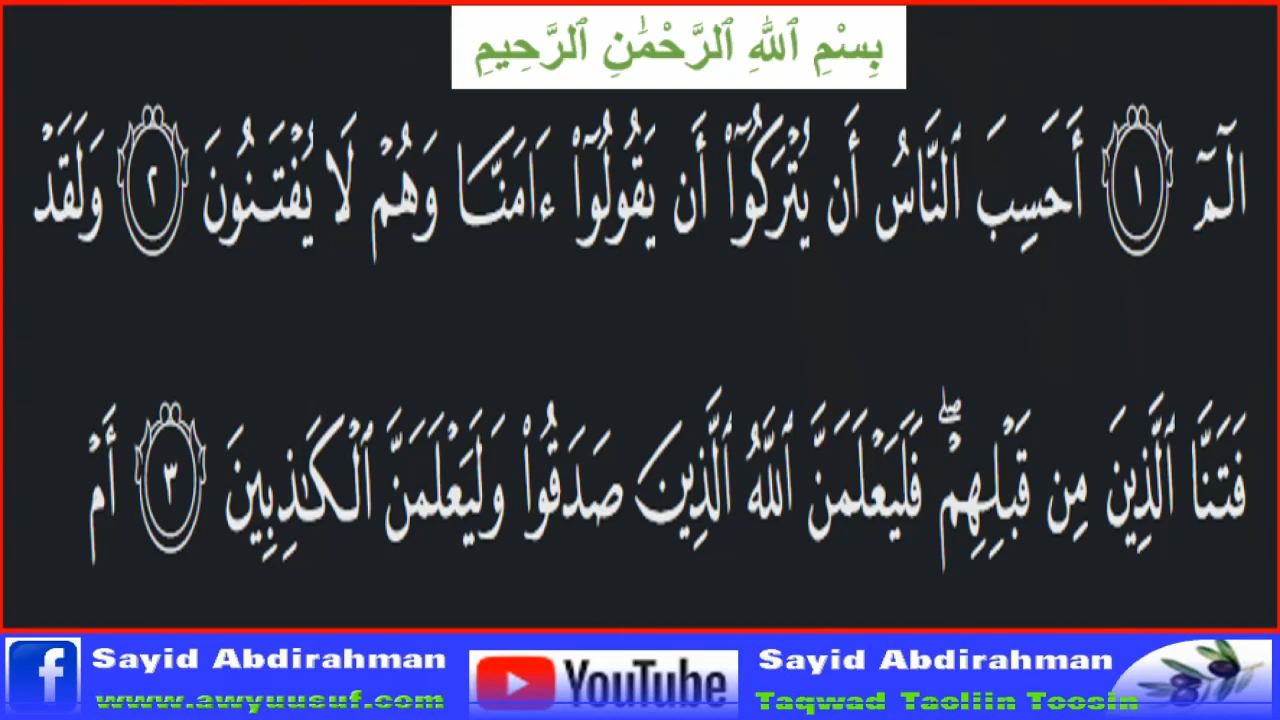 بِسْمِ ٱللَّهِ ٱلرَّحْمَٰنِ ٱلرَّحِيمِ
الٓمٓ ١ أَحَسِبَ ٱلنَّاسُ أَن يُتْرَكُوٓا۟ أَن يَقُولُوٓا۟ ءَامَنَّا وَهُمْ لَا يُفْتَنُونَ ٢ وَلَقَدْ
فَتَنَّا ٱلَّذِينَ مِن قَبْلِهِمْ ۖ فَلَيَعْلَمَنَّ ٱللَّهُ ٱلَّذِينَ صَدَقُوا۟ وَلَيَعْلَمَنَّ ٱلْكَـٰذِبِينَ ٣ أَمْ
f Sayid Abdirahman
www.awyuusuf.com
YouTube
Sayid Abdirahman
Taqwad Taoliin Toosin